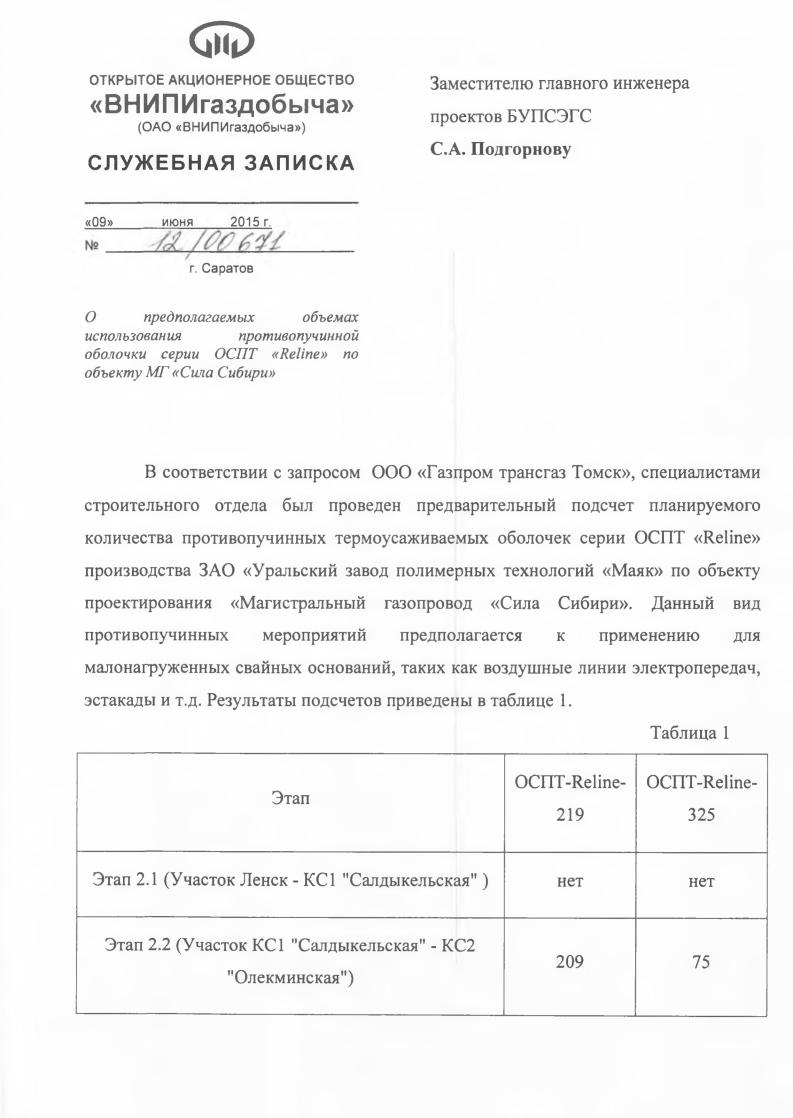 ОТКРЫТОЕ АКЦИОНЕРНОЕ ОБЩЕСТВО
«ВНИПИгаздобыча»
(ОАО «ВНИПИгаздобыча»)
СЛУЖЕБНАЯ ЗАПИСКА
«09» июня 2015 г.
№ 12/00671
г. Саратов
Заместителю главного инженера
проектов БУПСЭГС
С.А. Подгорнову
О предполагаемых объемах
использования противопучинной
оболочки серии ОСПТ «Reline» по
объекту МГ «Сила Сибири»
В соответствии с запросом ООО «Газпром трансгаз Томск», специалистами
строительного отдела был проведен предварительный подсчет планируемого
количества противопучинных термоусаживаемых оболочек серии ОСПТ «Reline»
производства ЗАО «Уральский завод полимерных технологий «Маяк» по объекту
проектирования «Магистральный газопровод «Сила Сибири». Данный вид
противопучинных мероприятий предполагается к применению для
малонагруженных свайных оснований, таких как воздушные линии электропередач,
эстакады и т.д. Результаты подсчетов приведены в таблице 1.
Таблица 1
Этап
ОСПТ-Reline-
219
ОСПТ-Reline-
325
Этап 2.1 (Участок Ленск - КС1 "Салдыкельская" ) нет нет
Этап 2.2 (Участок КС1 "Салдыкельская" - КС2
"Олекминская")
209 75